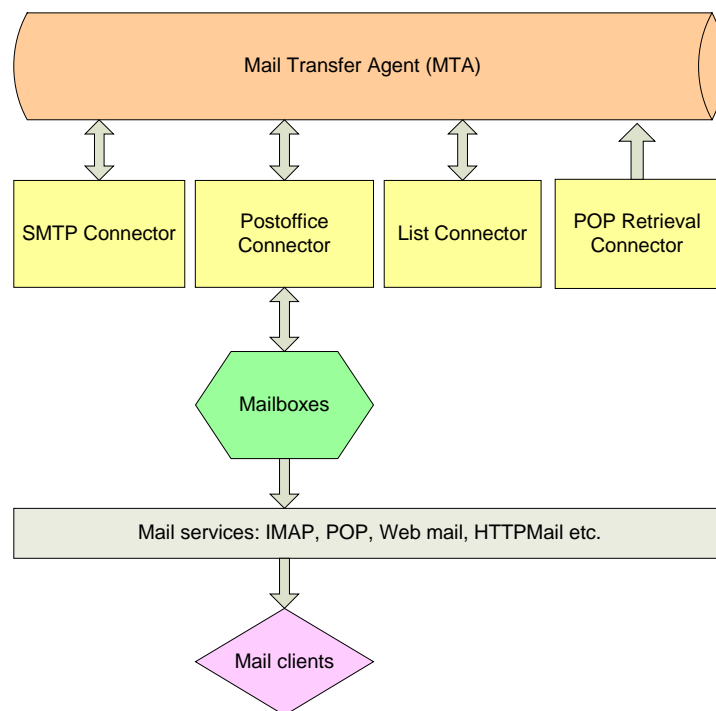 Mail Transfer Agent (MTA)
SMTP Connector
Postoffice
Connector
List Connector
POP Retrieval
Connector
Mailboxes
Mail services: IMAP, POP, Web mail, HTTPMail etc.
Mail clients